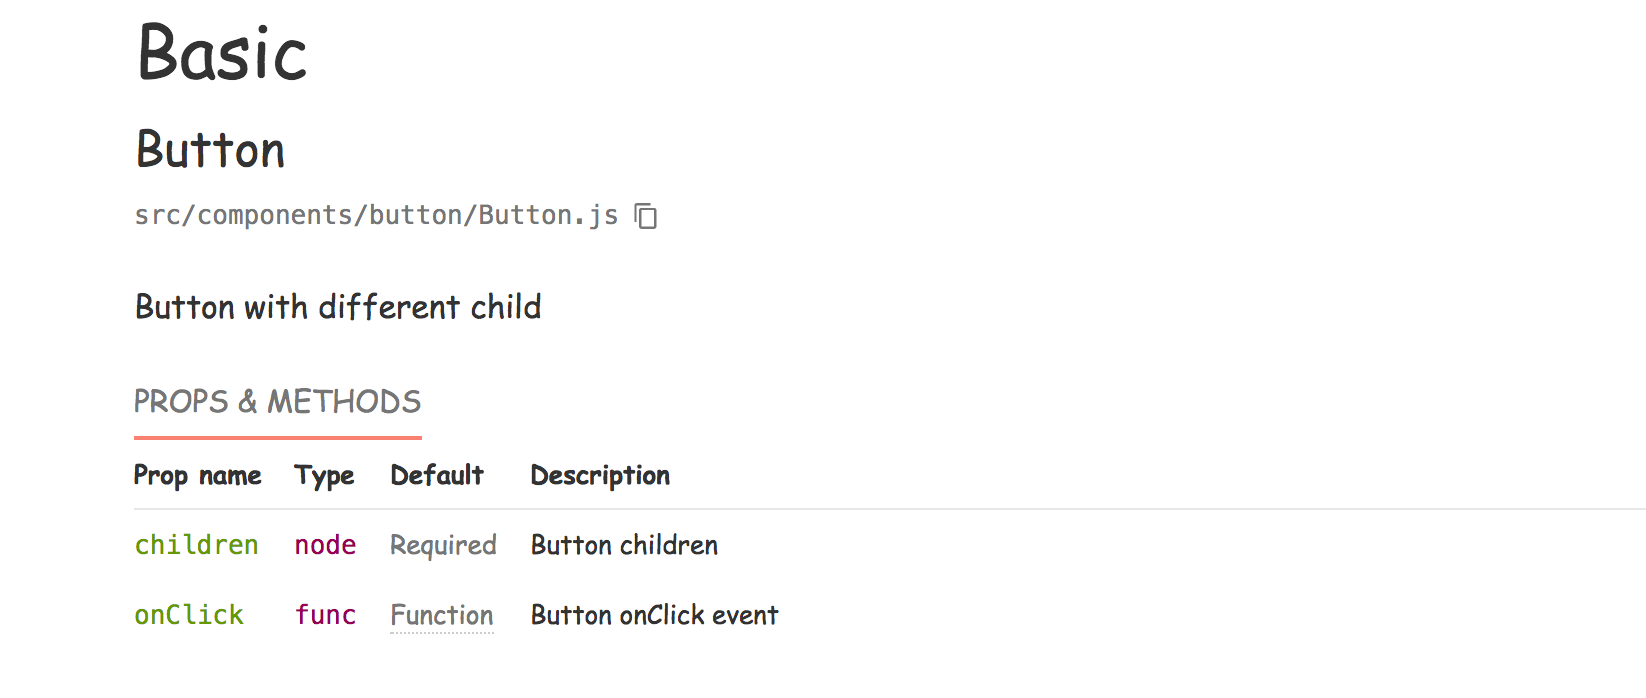 Basic
Button
src/components/button/Button.js
Button with different child
PROPS & METHODS
Prop name Type Default Description
children node Required Button children
onClick func Function Button onClick event